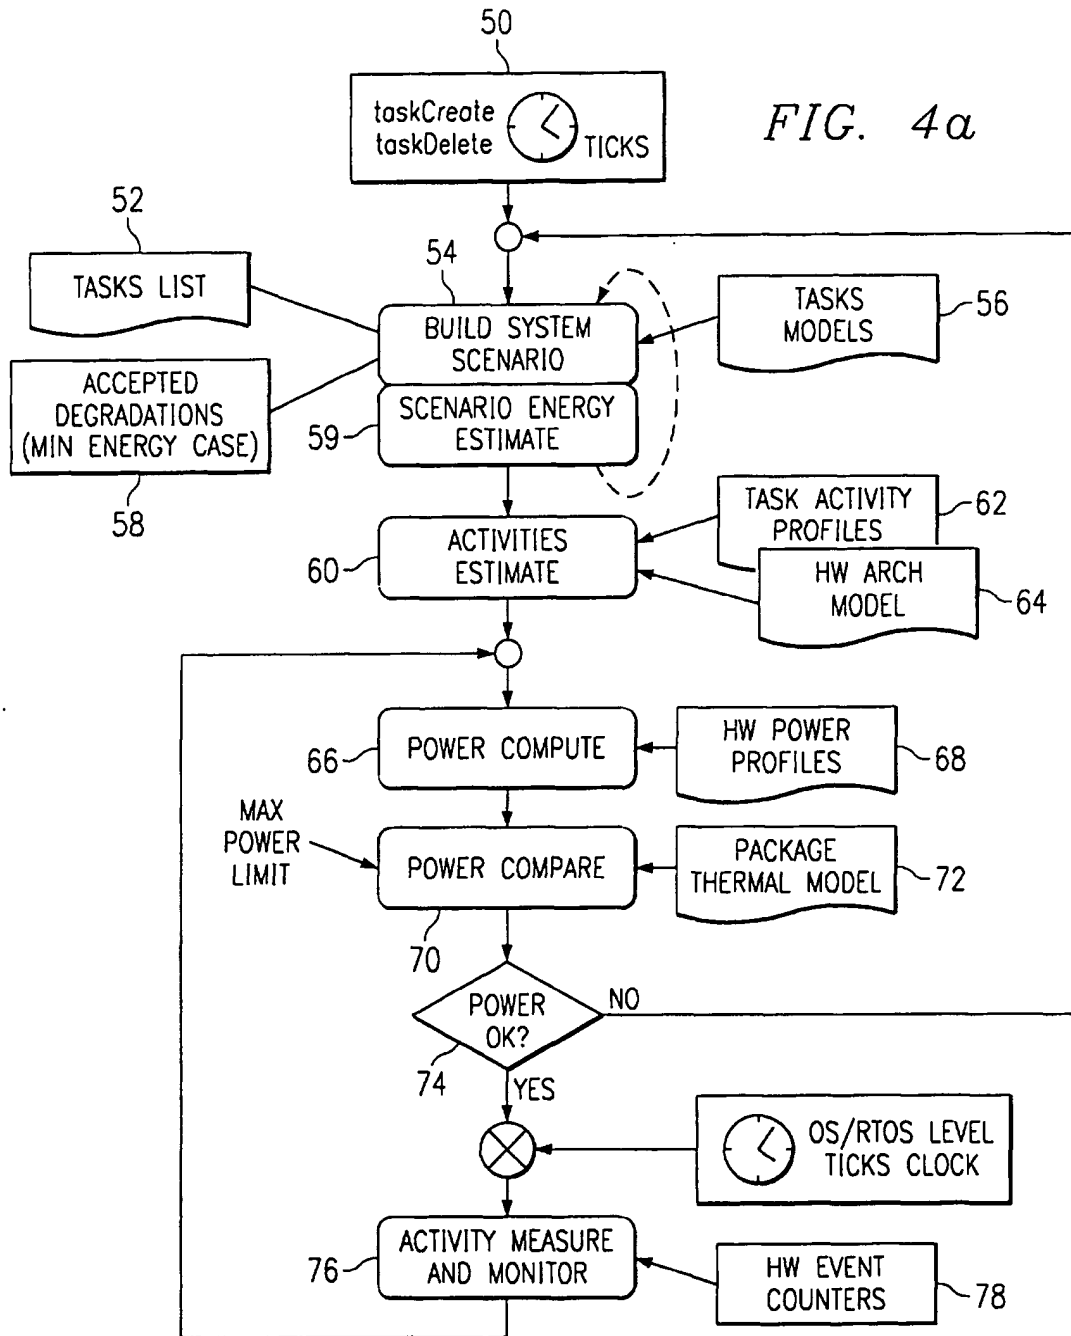 50
taskCreate
taskDelete
TICKS
FIG. 4a
52
TASKS LIST
54
BUILD SYSTEM
SCENARIO
TASKS
MODELS
56
ACCEPTED
DEGRADATIONS
(MIN ENERGY CASE)
58
59
SCENARIO ENERGY
ESTIMATE
TASK ACTIVITY
PROFILES
62
60
ACTIVITIES
ESTIMATE
HW ARCH
MODEL
64
66
POWER COMPUTE
HW POWER
PROFILES
68
MAX
POWER
LIMIT
POWER COMPARE
70
PACKAGE
THERMAL MODEL
72
POWER
OK?
74
NO
YES
OS/RTOS LEVEL
TICKS CLOCK
76
ACTIVITY MEASURE
AND MONITOR
HW EVENT
COUNTERS
78